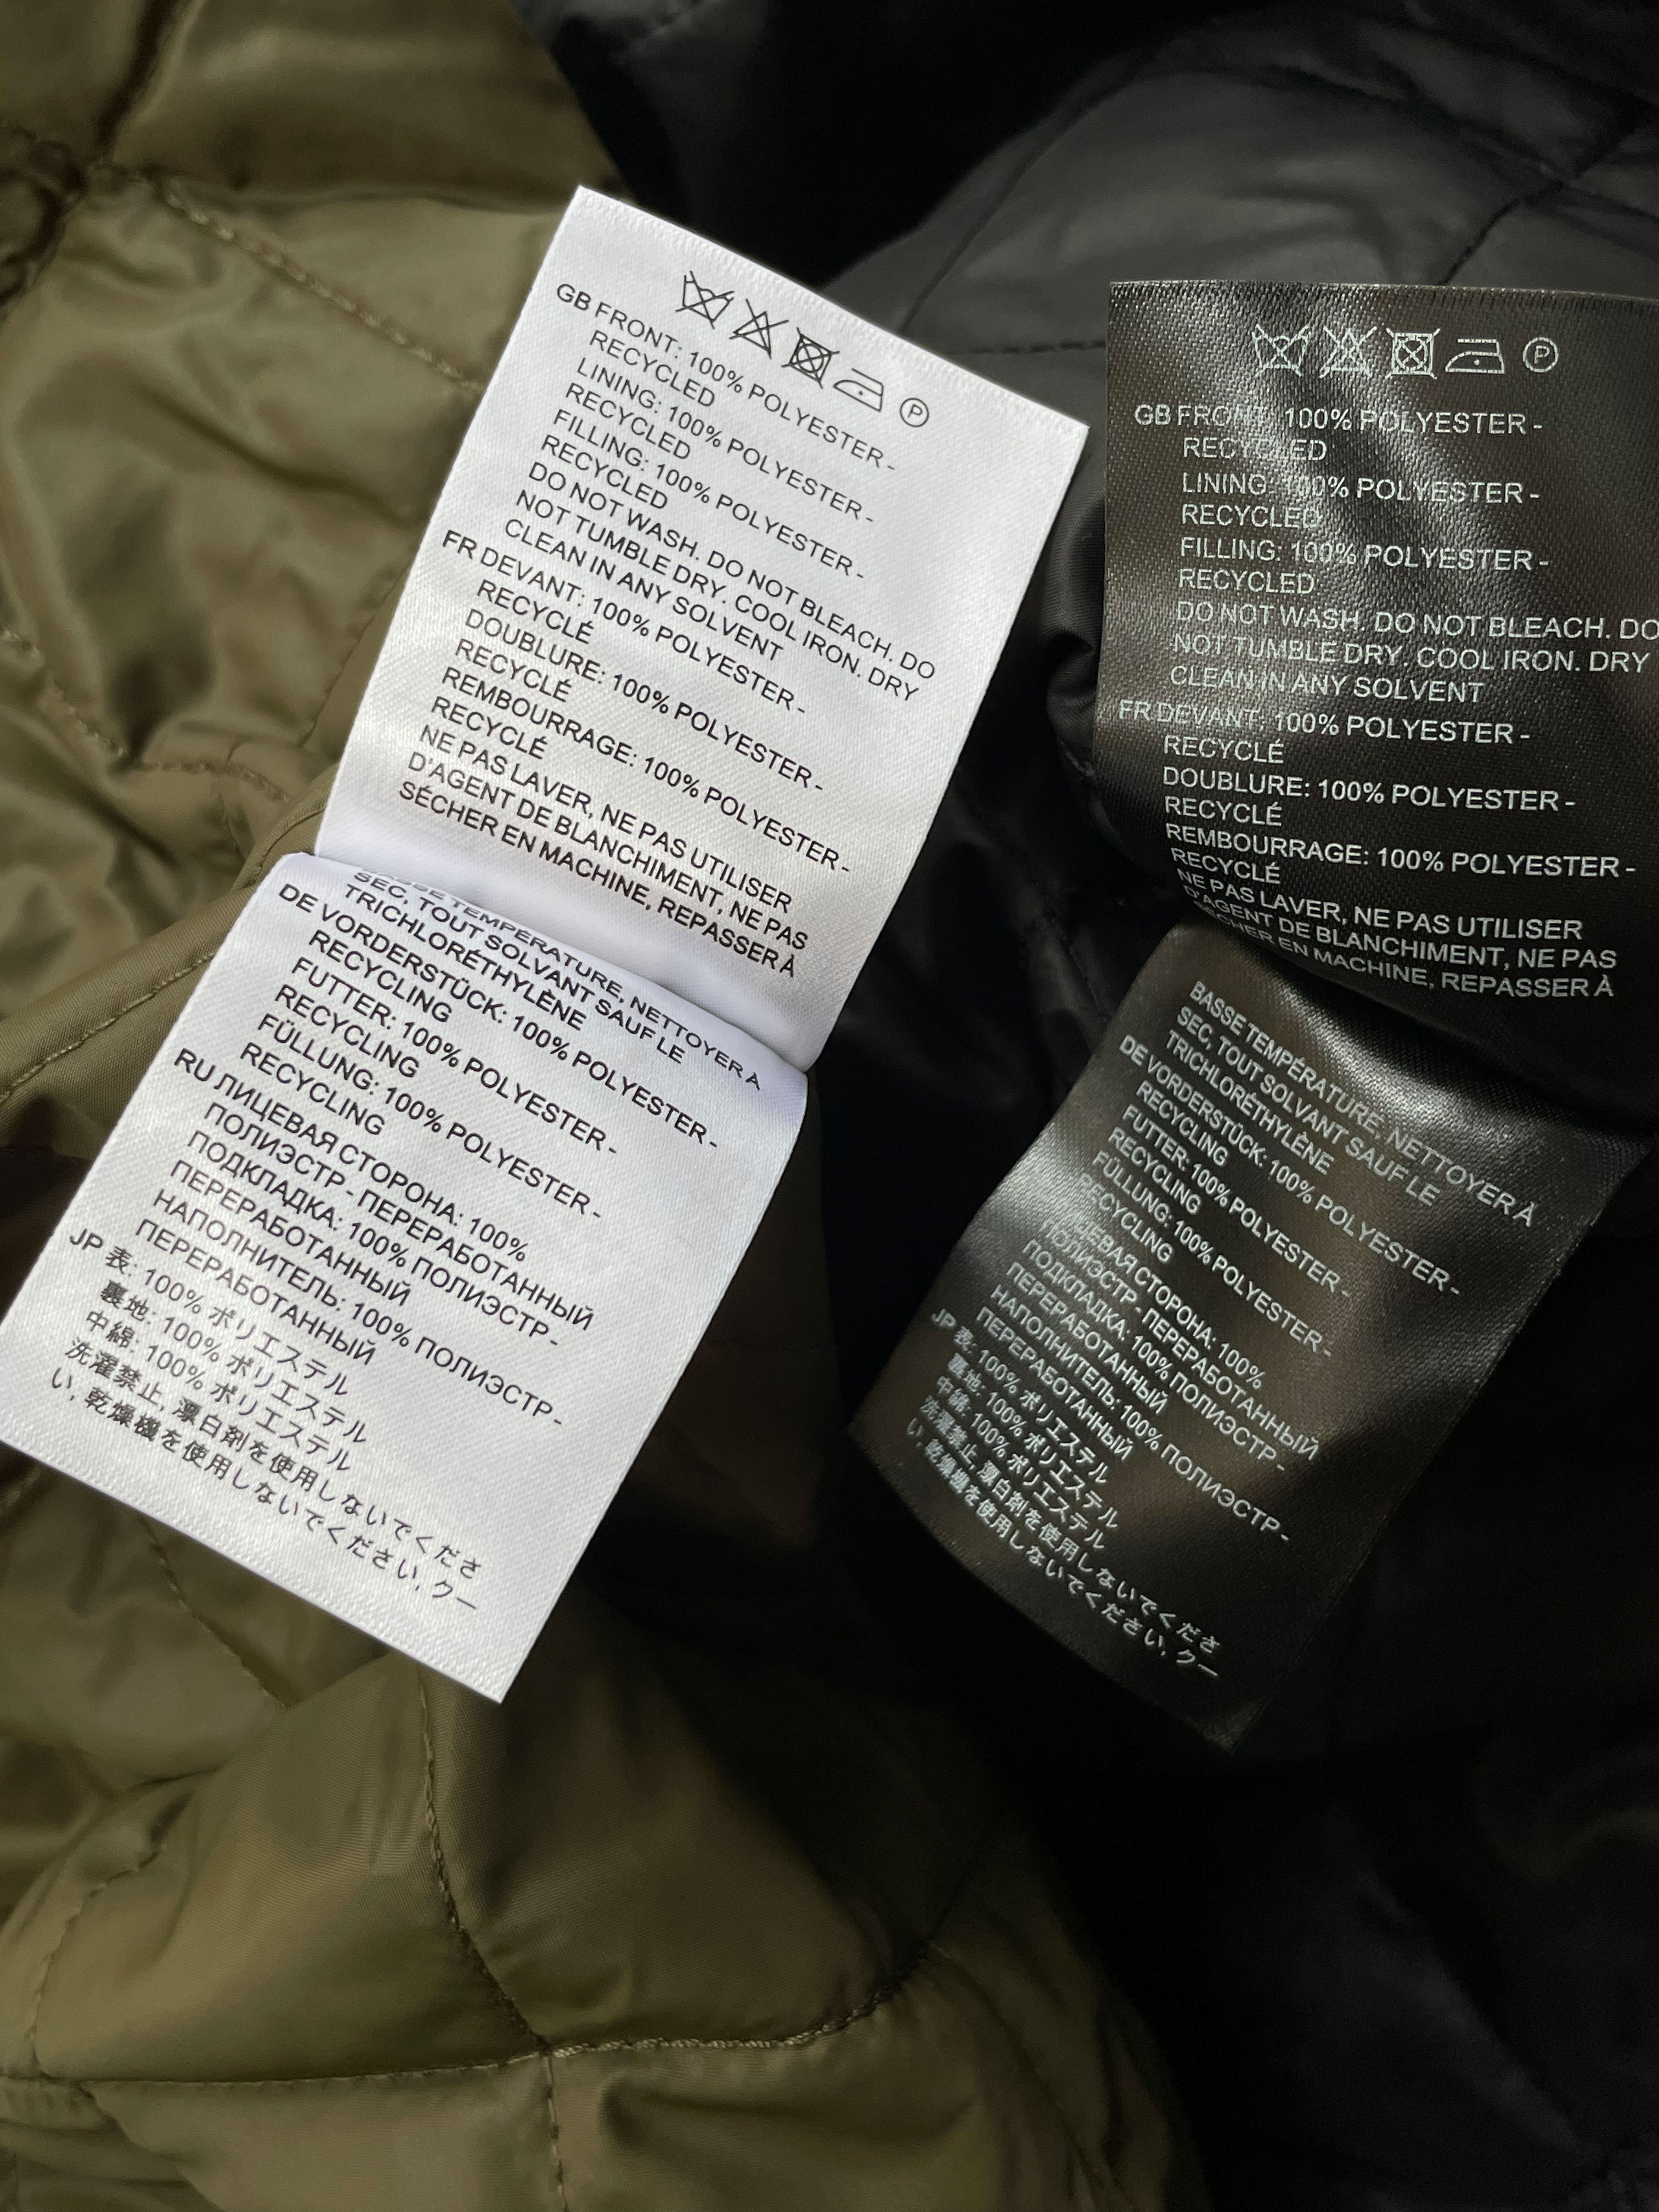 GB FRONT: 100% POLYESTER -
RECYCLED
LINING: 100% POLYESTER -
RECYCLED
FILLING: 100% POLYESTER -
RECYCLED
DO NOT WASH. DO NOT BLEACH. DO
NOT TUMBLE DRY. COOL IRON. DRY
CLEAN IN ANY SOLVENT
FR DEVANT: 100% POLYESTER -
RECYCLÉ
DOUBLURE: 100% POLYESTER -
RECYCLÉ
REMBOURRAGE: 100% POLYESTER -
RECYCLÉ
NE PAS LAVER, NE PAS UTILISER
D'AGENT DE BLANCHIMENT, NE PAS
SÉCHER EN MACHINE, REPASSER À
BASSE TEMPÉRATURE, NETTOYER À
SEC, TOUT SOLVANT SAUF LE
TRICHLORÉTHYLÈNE
DE VORDERSTÜCK: 100% POLYESTER -
RECYCLING
FUTTER: 100% POLYESTER -
RECYCLING
FÜLLUNG: 100% POLYESTER -
RECYCLING
RU ЛИЦЕВАЯ СТОРОНА: 100%
ПОЛИЭСТР - ПЕРЕРАБОТАННЫЙ
ПОДКЛАДКА: 100% ПОЛИЭСТР -
ПЕРЕРАБОТАННЫЙ
НАПОЛНИТЕЛЬ: 100% ПОЛИЭСТР -
ПЕРЕРАБОТАННЫЙ
JP 表: 100% ポリエステル
裏地: 100% ポリエステル
中綿: 100% ポリエステル
洗濯禁止, 漂白剤を使用しないでくださ
い, 乾燥機を使用しないでください, クー
P
GB FRONT: 100% POLYESTER -
RECYCLED
LINING: 100% POLYESTER -
RECYCLED
FILLING: 100% POLYESTER -
RECYCLED
DO NOT WASH. DO NOT BLEACH. DO
NOT TUMBLE DRY. COOL IRON. DRY
CLEAN IN ANY SOLVENT
FR DEVANT: 100% POLYESTER -
RECYCLÉ
DOUBLURE: 100% POLYESTER -
RECYCLÉ
REMBOURRAGE: 100% POLYESTER -
RECYCLÉ
NE PAS LAVER, NE PAS UTILISER
D'AGENT DE BLANCHIMENT, NE PAS
EN MACHINE, REPASSER À
BASSE TEMPÉRATURE, NETTOYER À
SEC, TOUT SOLVANT SAUF LE
TRICHLORÉTHYLÈNE
DE VORDERSTÜCK: 100% POLYESTER -
RECYCLING
FUTTER: 100% POLYESTER -
RECYCLING
FÜLLUNG: 100% POLYESTER -
RECYCLING
СТОРОНА: 100%
ПОЛИЭСТР - ПЕРЕРАБОТАННЫЙ
ПОДКЛАДКА: 100% ПОЛИЭСТР -
ПЕРЕРАБОТАННЫЙ
НАПОЛНИТЕЛЬ: 100% ПОЛИЭСТР -
ПЕРЕРАБОТАННЫЙ
JP 表: 100% ポリエステル
裏地: 100% ポリエステル
中綿: 100% ポリエステル
洗濯禁止, 漂白剤を使用しないでくださ
い, 乾燥機を使用しないでください, クー